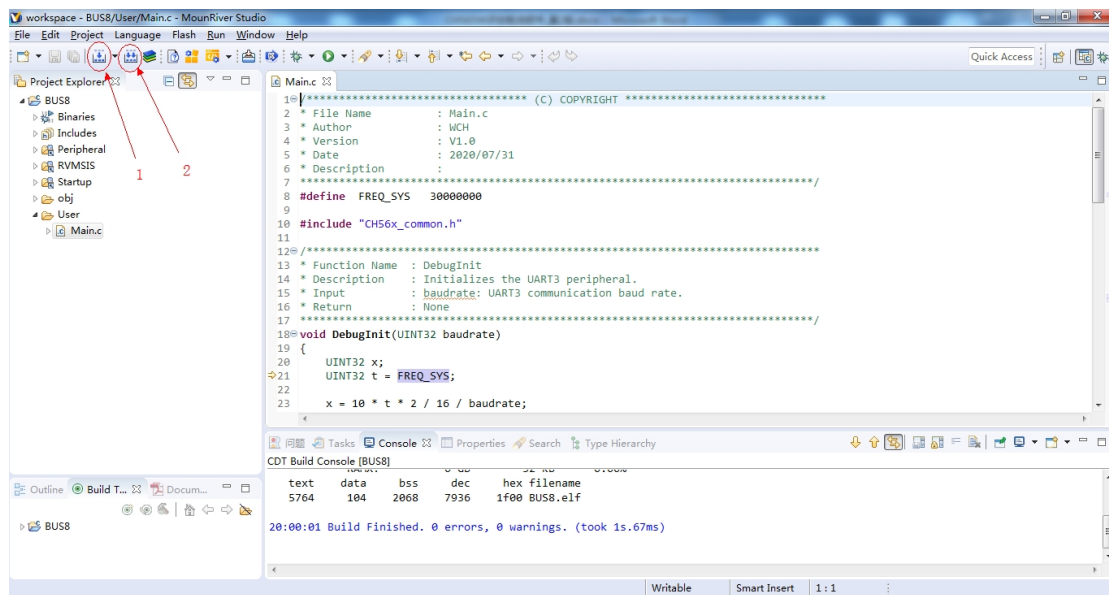 workspace - BUS8/User/Main.c - MounRiver Studio
File Edit Project Language Flash Run Window Help
Quick Access
Project Explorer
BUS8
Binaries
Includes
Peripheral
RVMSIS
Startup
obj
User
Main.c
1
2
Main.c
1 /********************************** (C) COPYRIGHT *******************************
2 * File Name : Main.c
3 * Author : WCH
4 * Version : V1.0
5 * Date : 2020/07/31
6 * Description :
7 *******************************************************************************/
8 #define FREQ_SYS 30000000
9
10 #include "CH56x_common.h"
11
12 /*******************************************************************************
13 * Function Name : DebugInit
14 * Description : Initializes the UART3 peripheral.
15 * Input : baudrate: UART3 communication baud rate.
16 * Return : None
17 *******************************************************************************/
18 void DebugInit(UINT32 baudrate)
19 {
20 UINT32 x;
21 UINT32 t = FREQ_SYS;
22
23 x = 10 * t * 2 / 16 / baudrate;
问题 Tasks Console Properties Search Type Hierarchy
CDT Build Console [BUS8]
text data bss dec hex filename
5764 104 2068 7936 1f00 BUS8.elf
20:00:01 Build Finished. 0 errors, 0 warnings. (took 1s.67ms)
Outline Build T... Docum...
BUS8
Writable Smart Insert 1 : 1